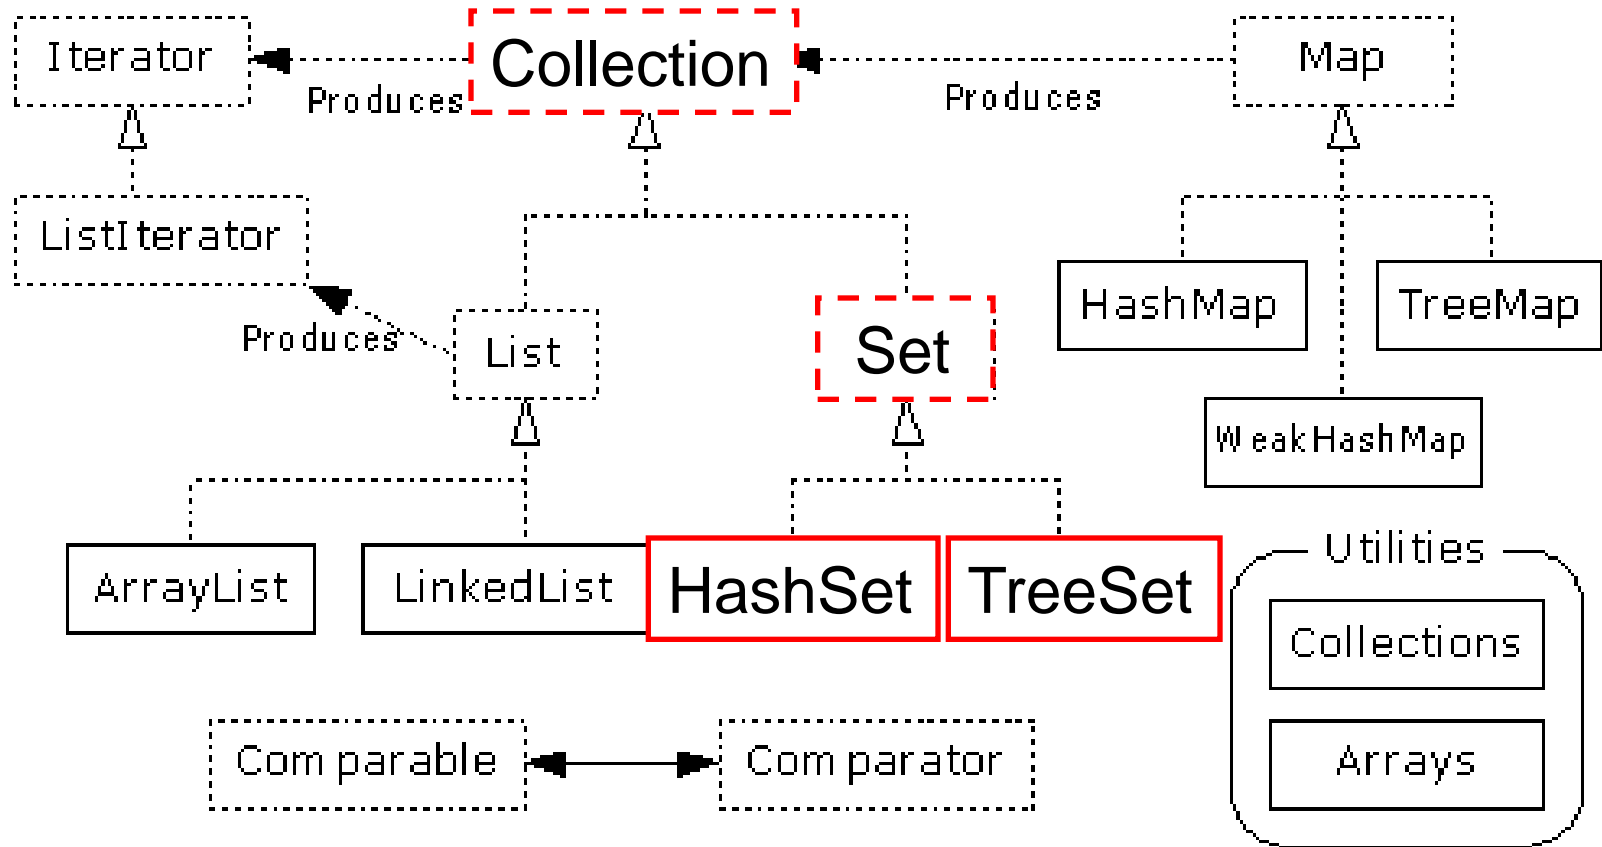 Iterator
Collection
Map
Produces
Produces
ListIterator
HashMap
TreeMap
Produces
List
Set
WeakHashMap
Utilities
ArrayList
LinkedList
HashSet
TreeSet
Collections
Comparable
Comparator
Arrays